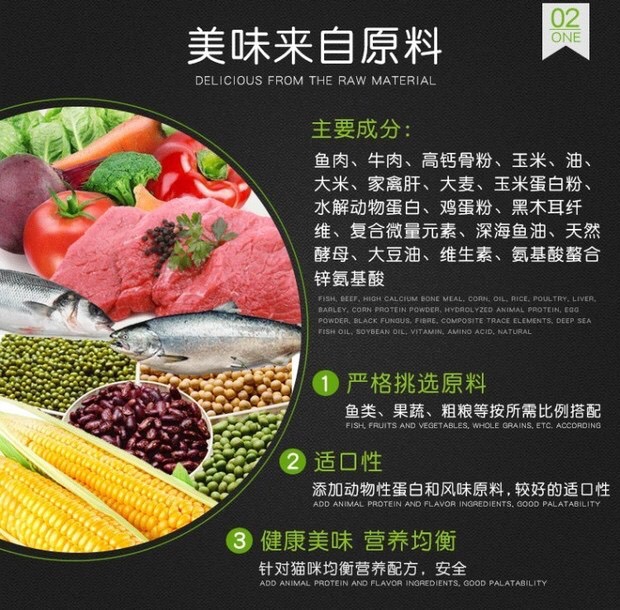 美味来自原料
DELICIOUS FROM THE RAW MATERIAL
02
ONE
主要成分：
鱼肉、牛肉、高钙骨粉、玉米、油、
大米、家禽肝、大麦、玉米蛋白粉、
水解动物蛋白、鸡蛋粉、黑木耳纤
维、复合微量元素、深海鱼油、天然
酵母、大豆油、维生素、氨基酸螯合
锌氨基酸
FISH, BEEF, HIGH CALCIUM BONE MEAL, CORN, OIL, RICE, POULTRY, LIVER,
BARLEY, CORN PROTEIN POWDER, HYDROLYZED ANIMAL PROTEIN, EGG
POWDER, BLACK FUNGUS, FIBRE, COMPOSITE TRACE ELEMENTS, DEEP SEA
FISH OIL, SOYBEAN OIL, VITAMIN, AMINO ACID, NATURAL
1 严格挑选原料
鱼类、果蔬、粗粮等按所需比例搭配
FISH, FRUITS AND VEGETABLES, WHOLE GRAINS, ETC. ACCORDING
2 适口性
添加动物性蛋白和风味原料,较好的适口性
ADD ANIMAL PROTEIN AND FLAVOR INGREDIENTS, GOOD PALATABILITY
3 健康美味 营养均衡
针对猫咪均衡营养配方，安全
ADD ANIMAL PROTEIN AND FLAVOR INGREDIENTS, GOOD PALATABILITY